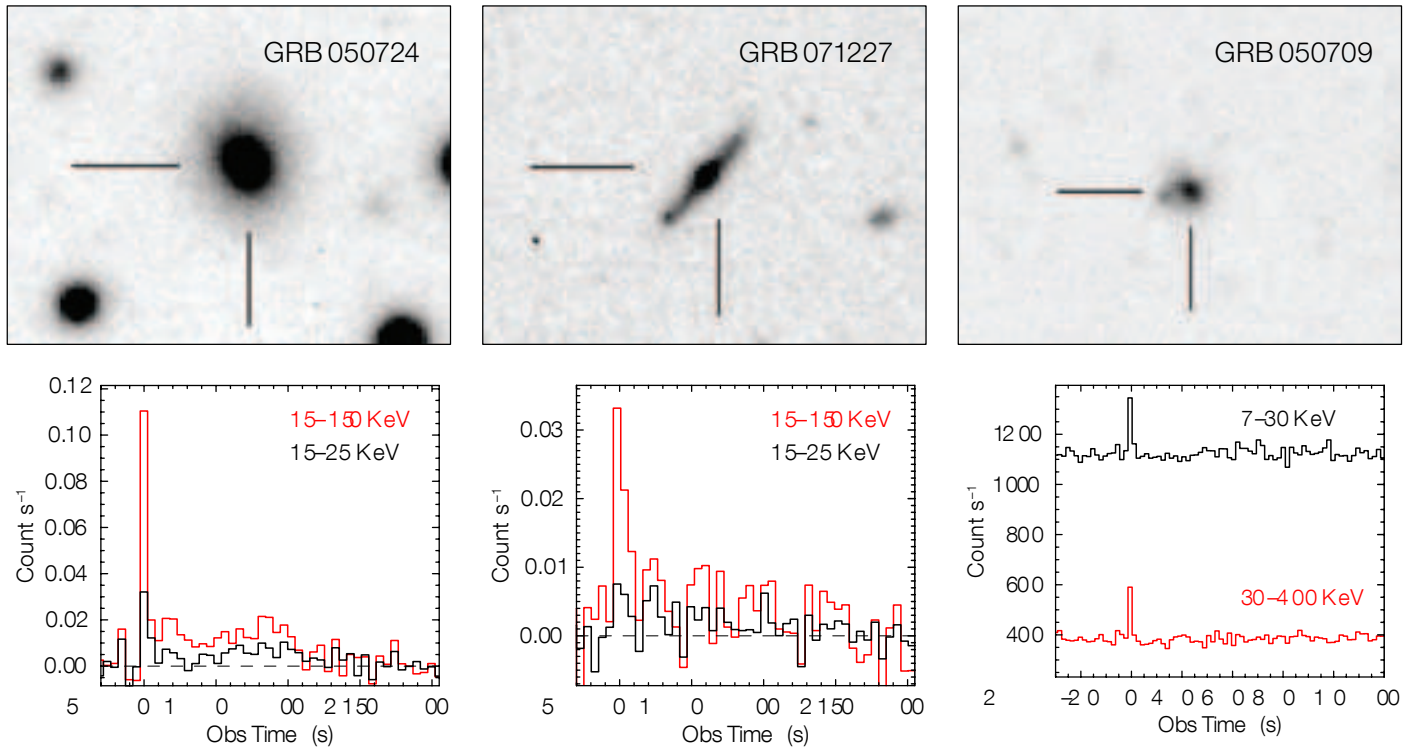 GRB 050724
GRB 071227
GRB 050709
0.12
0.10
0.08
0.06
0.04
0.02
0.00
Count s⁻¹
15–150 KeV
15–25 KeV
5 0 1 0 00 2 150 00
Obs Time (s)
0.03
0.02
0.01
0.00
Count s⁻¹
15–150 KeV
15–25 KeV
5 0 1 0 00 2 150 00
Obs Time (s)
1200
1000
800
600
400
Count s⁻¹
7–30 KeV
30–400 KeV
2 –2 0 0 4 0 6 0 8 0 1 0 00
Obs Time (s)